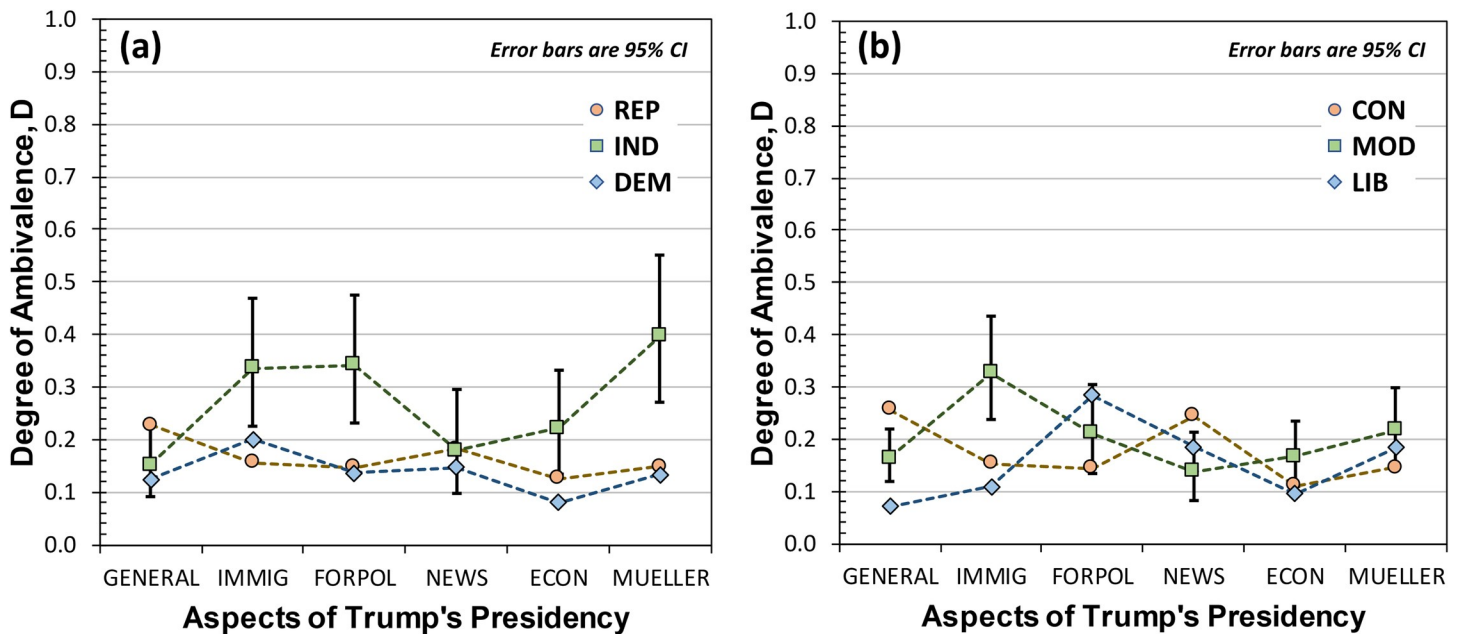 (a)
Error bars are 95% CI
REP
IND
DEM
Degree of Ambivalence, D
1.0
0.9
0.8
0.7
0.6
0.5
0.4
0.3
0.2
0.1
0.0
GENERAL IMMIG FORPOL NEWS ECON MUELLER
Aspects of Trump's Presidency
(b)
Error bars are 95% CI
CON
MOD
LIB
Degree of Ambivalence, D
1.0
0.9
0.8
0.7
0.6
0.5
0.4
0.3
0.2
0.1
0.0
GENERAL IMMIG FORPOL NEWS ECON MUELLER
Aspects of Trump's Presidency